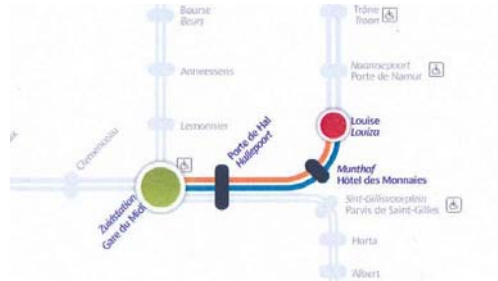 Bourse
Beurs
Trône
Troon
Anneessens
Naamsepoort
Porte de Namur
Lemonnier
Louise
Louiza
Porte de Hal
Hallepoort
Clemenceau
Munthof
Hôtel des Monnaies
Zuidstation
Gare du Midi
Sint-Gillisvoorplein
Parvis de Saint-Gilles
Horta
Albert